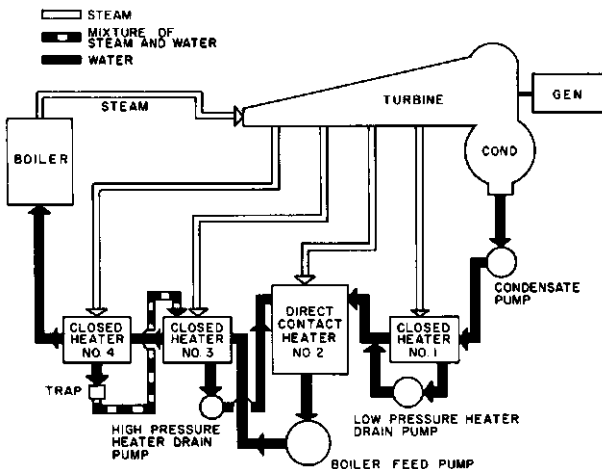 STEAM
MIXTURE OF
STEAM AND WATER
WATER
STEAM
TURBINE
GEN
BOILER
COND
CONDENSATE
PUMP
CLOSED
HEATER
NO. 4
CLOSED
HEATER
NO. 3
DIRECT
CONTACT
HEATER
NO 2
CLOSED
HEATER
NO. 1
TRAP
HIGH PRESSURE
HEATER DRAIN
PUMP
LOW PRESSURE HEATER
DRAIN PUMP
BOILER FEED PUMP